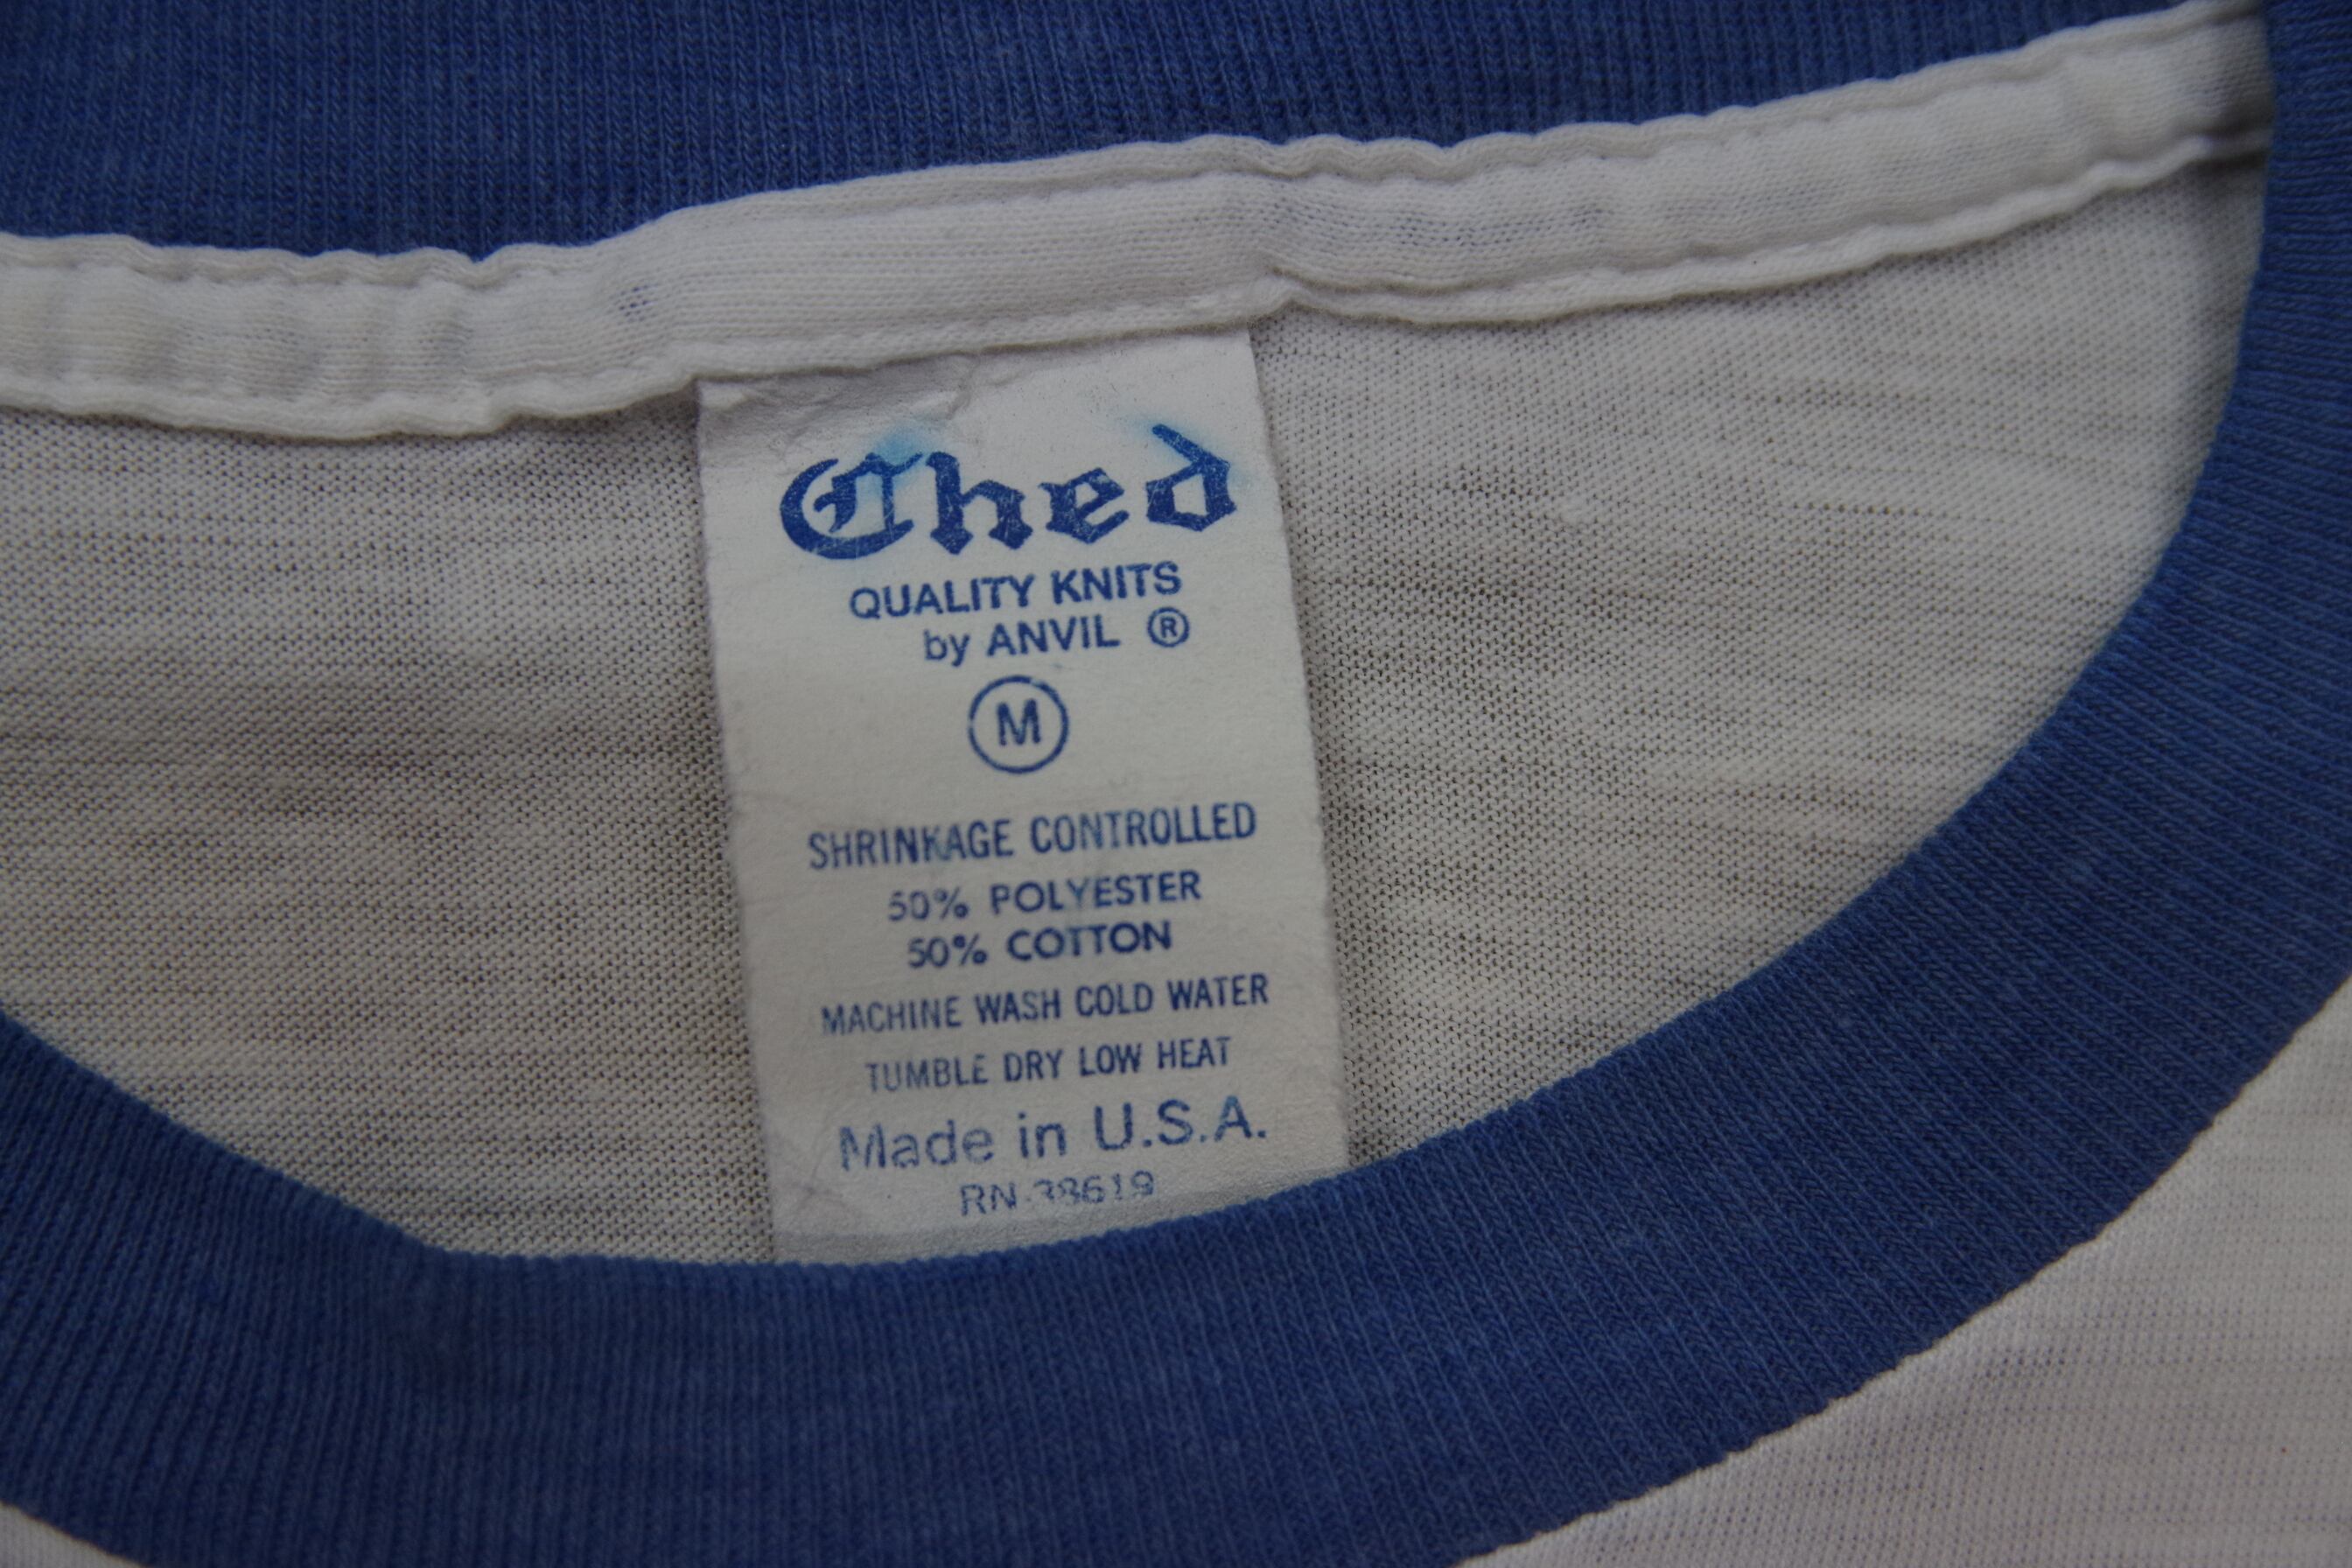 Ched
QUALITY KNITS
by ANVIL ®
M
SHRINKAGE CONTROLLED
50% POLYESTER
50% COTTON
MACHINE WASH COLD WATER
TUMBLE DRY LOW HEAT
Made in U.S.A.
RN-38619